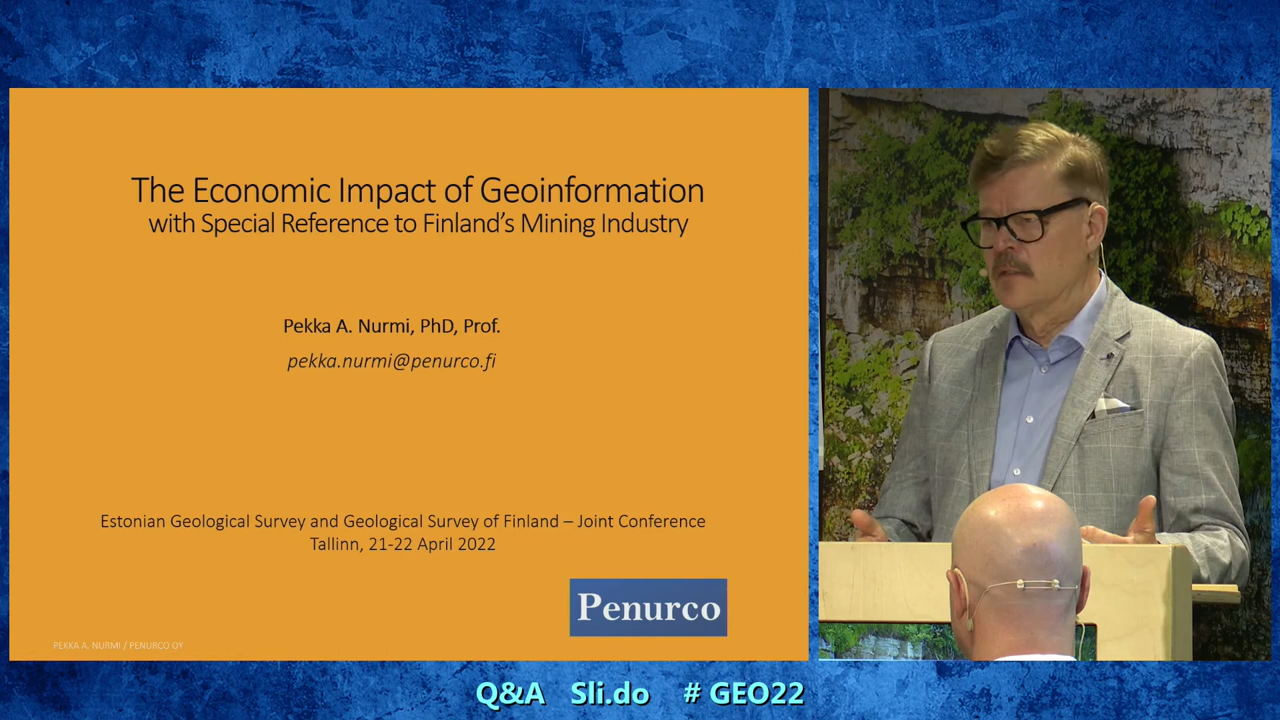 The Economic Impact of Geoinformation
with Special Reference to Finland's Mining Industry
Pekka A. Nurmi, PhD, Prof.
pekka.nurmi@penurco.fi
Estonian Geological Survey and Geological Survey of Finland – Joint Conference
Tallinn, 21-22 April 2022
Penurco
PEKKA A. NURMI / PENURCO OY
Q&A Sli.do # GEO22